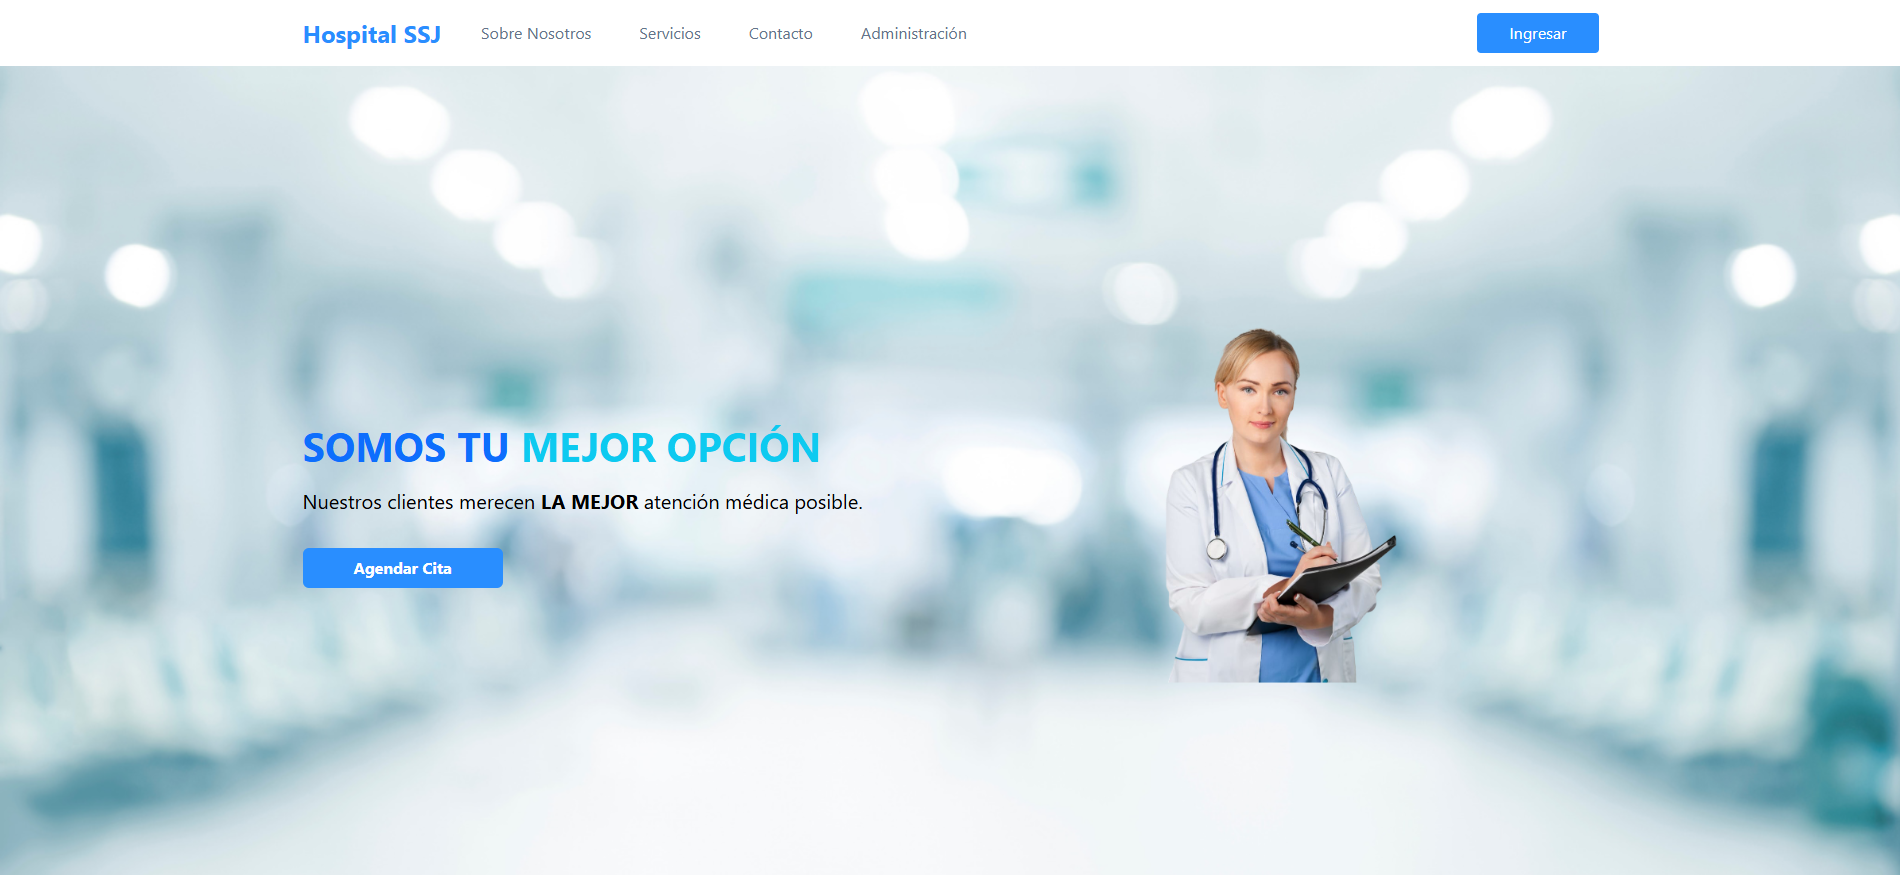 Hospital SSJ Sobre Nosotros Servicios Contacto Administración Ingresar
SOMOS TU MEJOR OPCIÓN
Nuestros clientes merecen LA MEJOR atención médica posible.
Agendar Cita